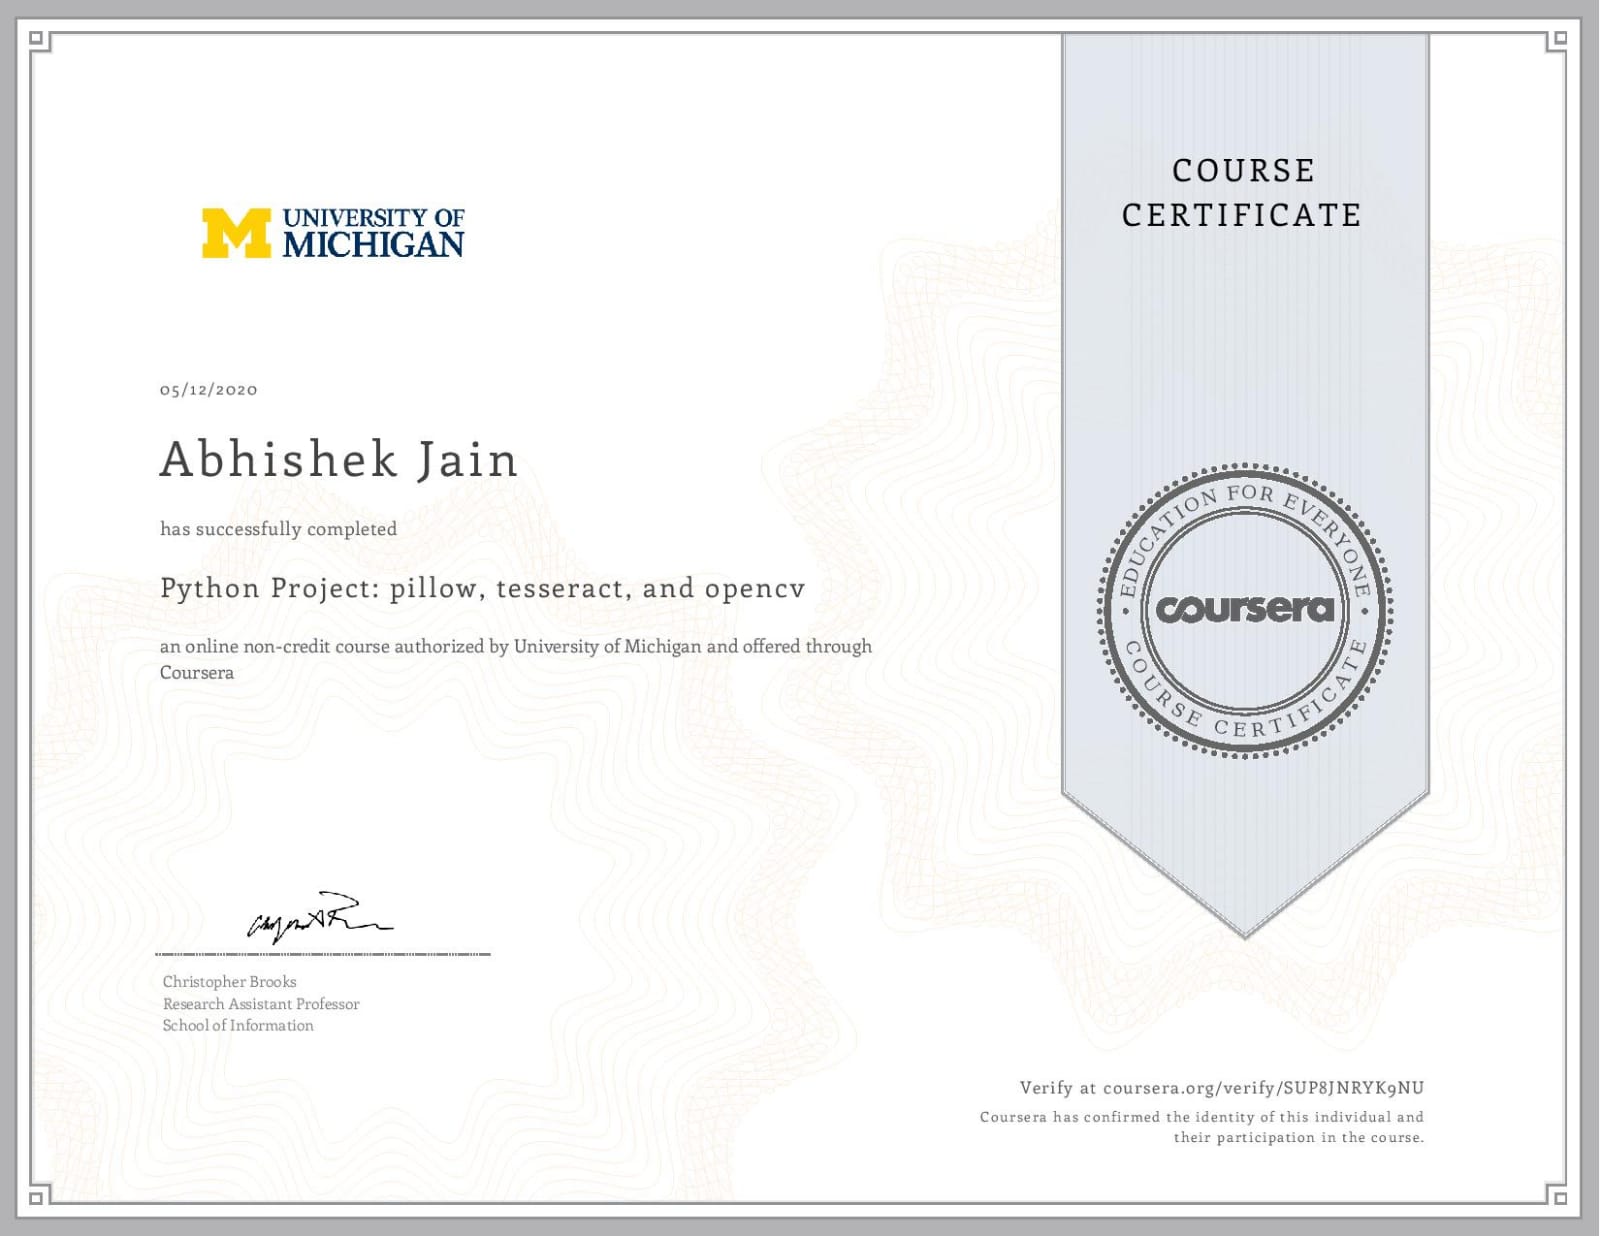 COURSE
CERTIFICATE
UNIVERSITY OF
MICHIGAN
05/12/2020
Abhishek Jain
has successfully completed
Python Project: pillow, tesseract, and opencv
an online non-credit course authorized by University of Michigan and offered through
Coursera
EDUCATION FOR EVERYONE
coursera
COURSE CERTIFICATE
Christopher Brooks
Research Assistant Professor
School of Information
Verify at coursera.org/verify/SUP8JNRYK9NU
Coursera has confirmed the identity of this individual and
their participation in the course.